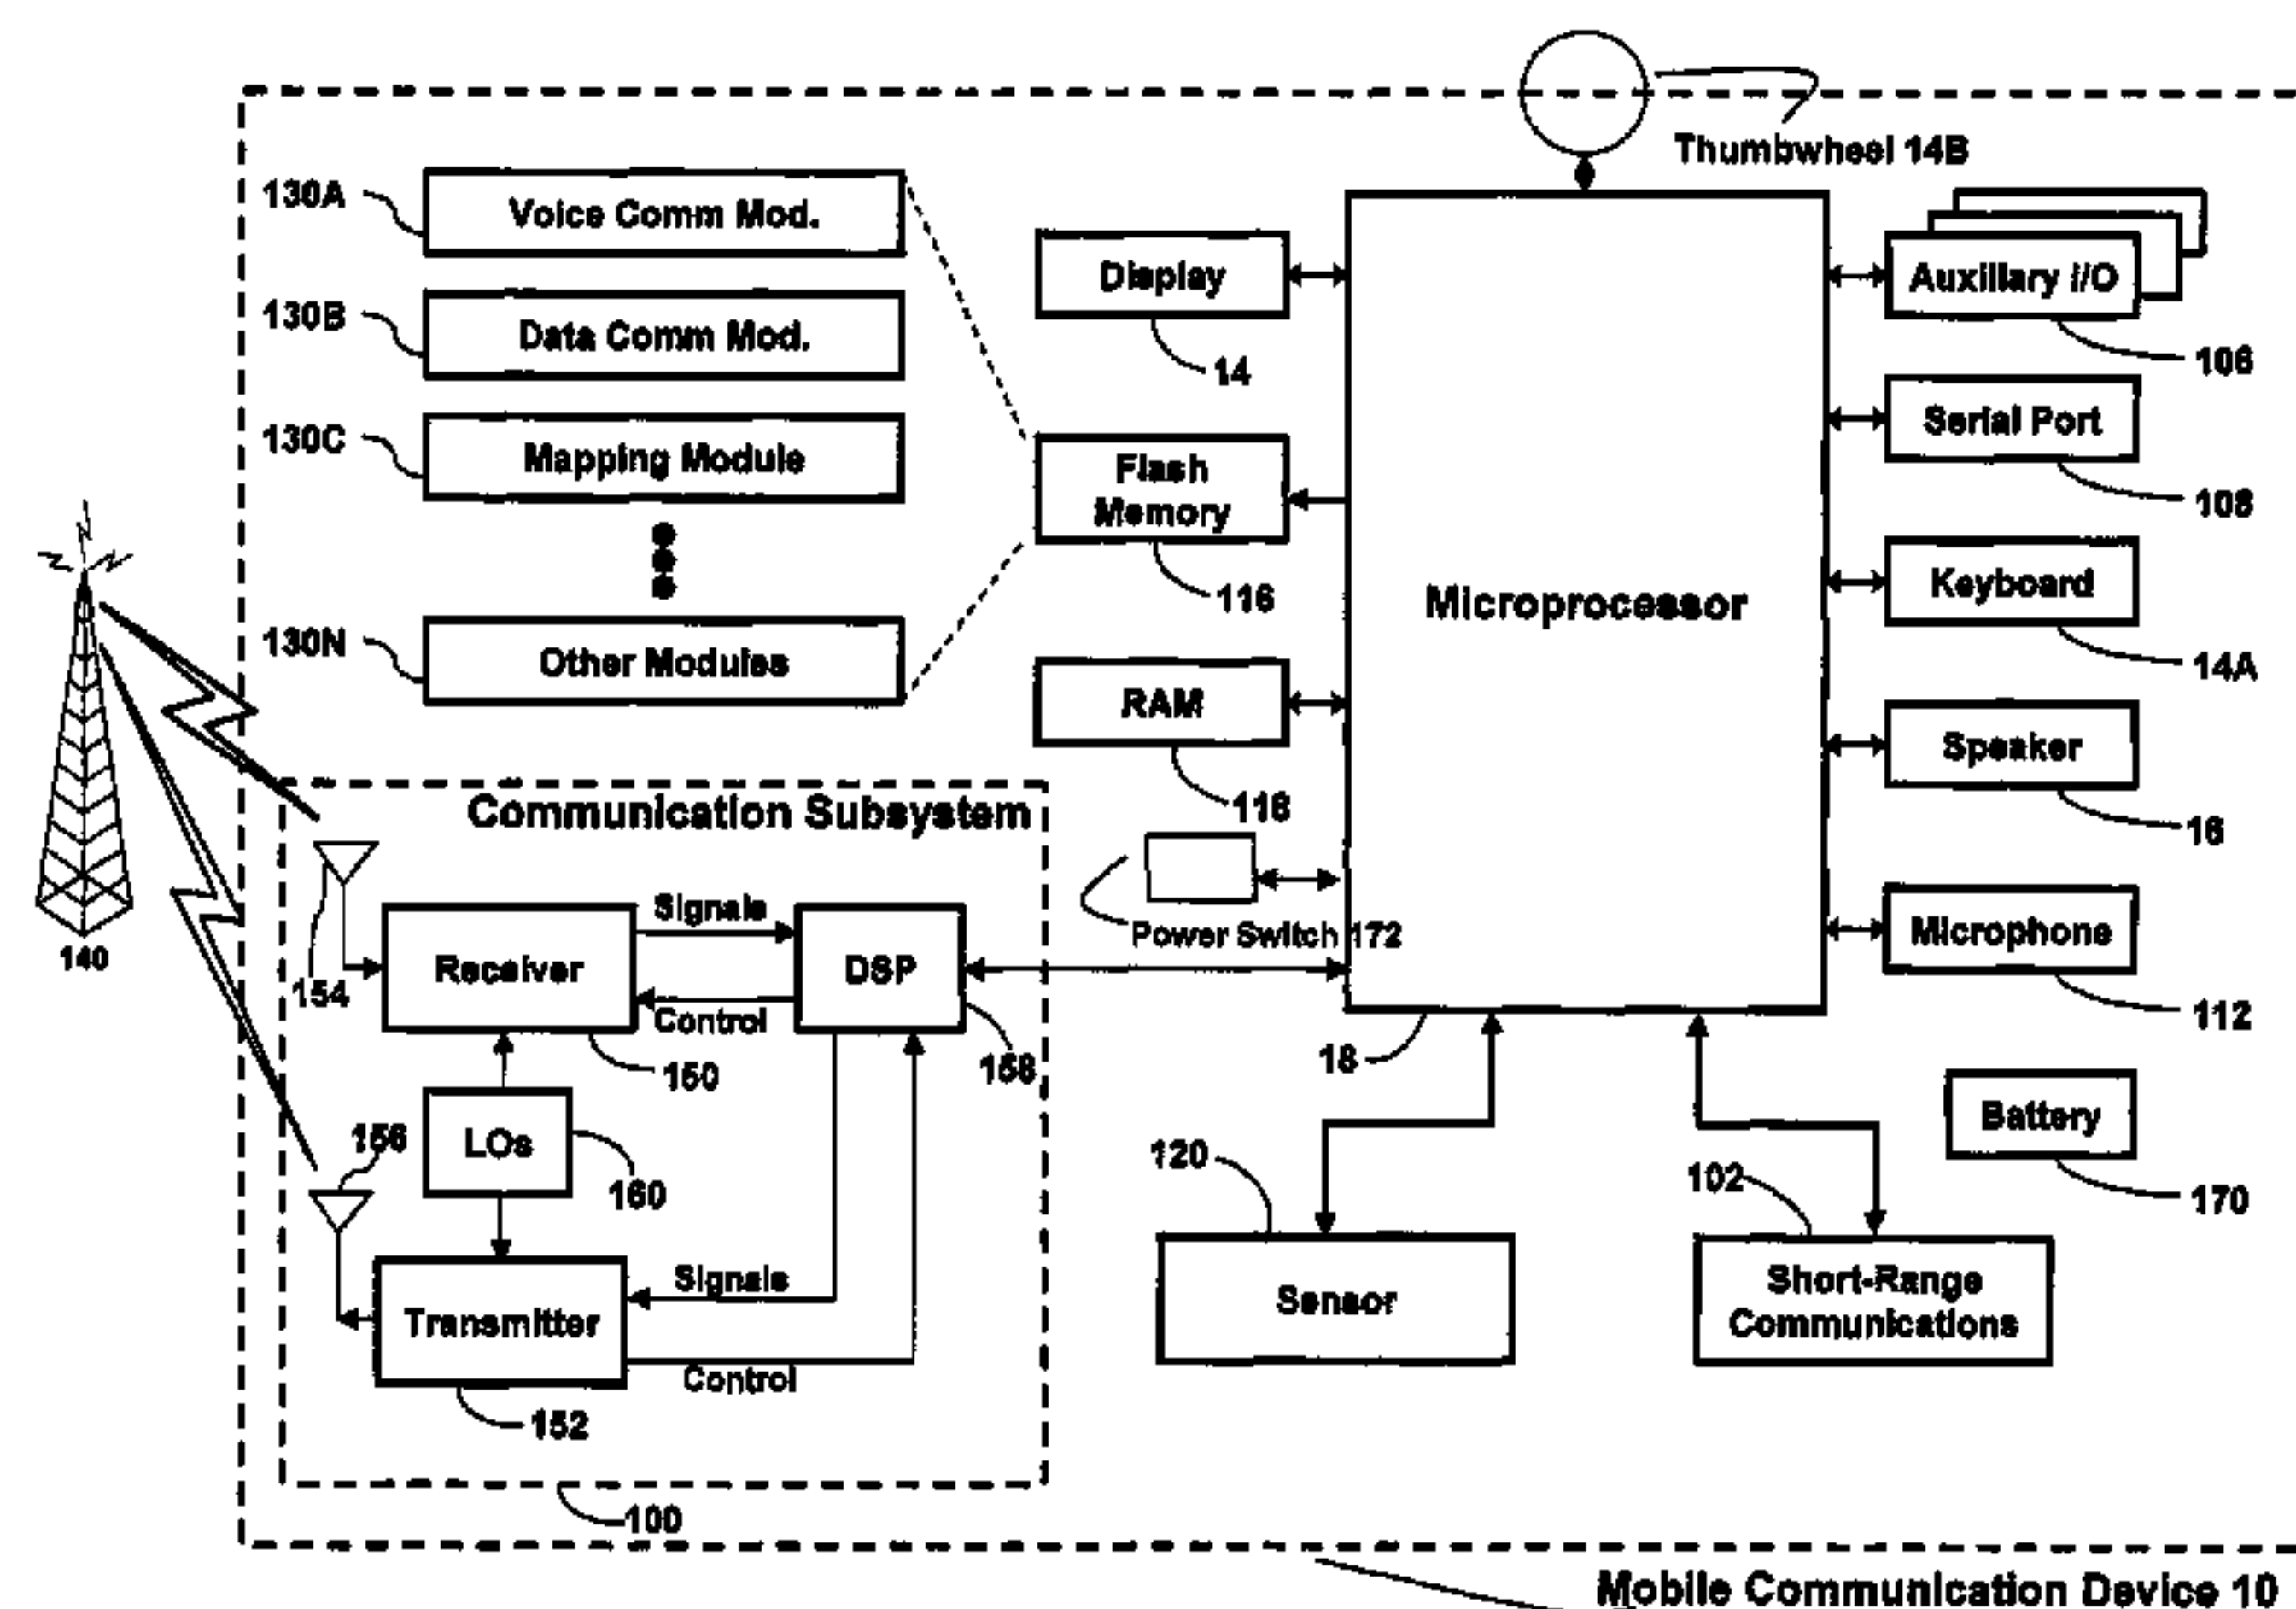 Thumbwheel 14B
130A
Voice Comm Mod.
130B
Data Comm Mod.
130C
Mapping Module
130N
Other Modules
Display
14
Flash
Memory
116
RAM
118
Power Switch 172
Microprocessor
18
Auxiliary I/O
106
Serial Port
108
Keyboard
14A
Speaker
16
Microphone
112
Battery
170
140
Communication Subsystem
154
Receiver
150
Signals
Control
DSP
158
LOs
160
156
Transmitter
152
Signals
Control
100
120
Sensor
102
Short-Range
Communications
Mobile Communication Device 10